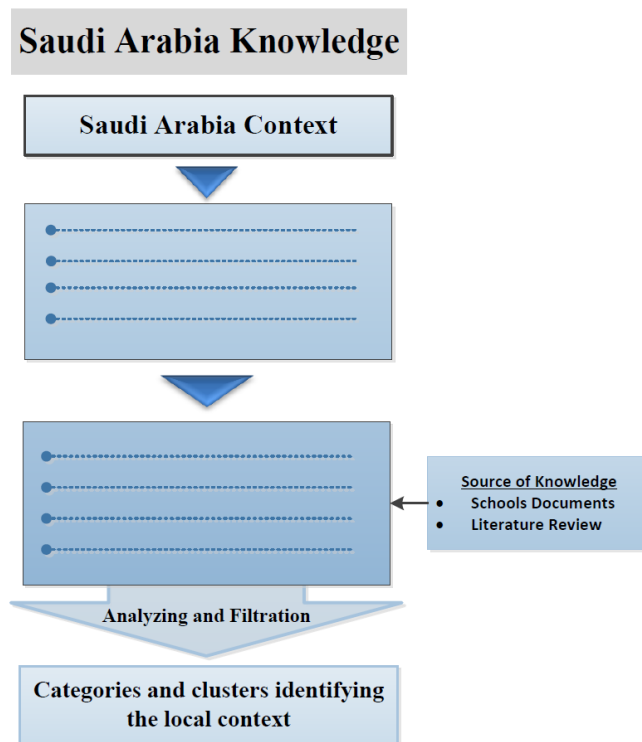 Saudi Arabia Knowledge
Saudi Arabia Context
Source of Knowledge
• Schools Documents
• Literature Review
Analyzing and Filtration
Categories and clusters identifying
the local context